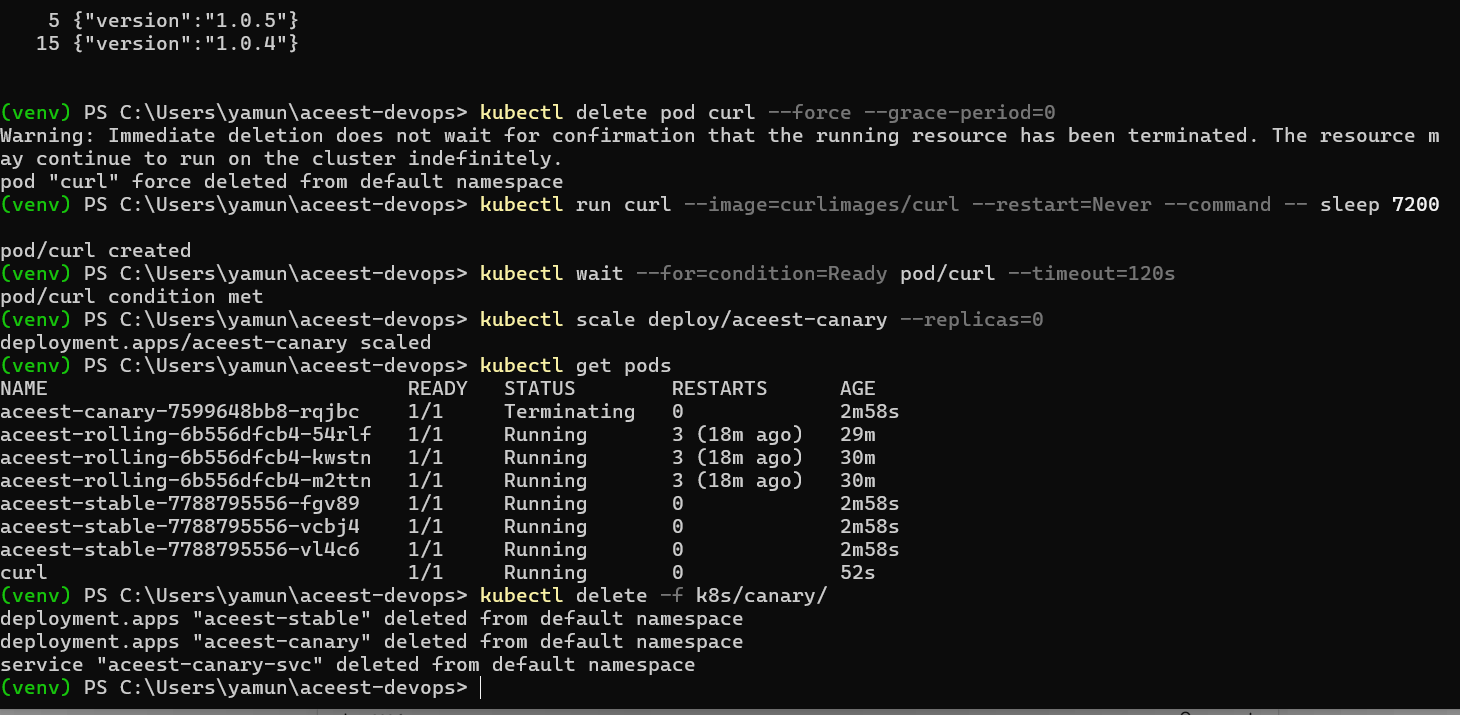 5 {"version":"1.0.5"}
15 {"version":"1.0.4"}
(venv) PS C:\Users\yamun\aceest-devops> kubectl delete pod curl --force --grace-period=0
Warning: Immediate deletion does not wait for confirmation that the running resource has been terminated. The resource m
ay continue to run on the cluster indefinitely.
pod "curl" force deleted from default namespace
(venv) PS C:\Users\yamun\aceest-devops> kubectl run curl --image=curlimages/curl --restart=Never --command -- sleep 7200
pod/curl created
(venv) PS C:\Users\yamun\aceest-devops> kubectl wait --for=condition=Ready pod/curl --timeout=120s
pod/curl condition met
(venv) PS C:\Users\yamun\aceest-devops> kubectl scale deploy/aceest-canary --replicas=0
deployment.apps/aceest-canary scaled
(venv) PS C:\Users\yamun\aceest-devops> kubectl get pods
NAME READY STATUS RESTARTS AGE
aceest-canary-7599648bb8-rqjbc 1/1 Terminating 0 2m58s
aceest-rolling-6b556dfcb4-54rlf 1/1 Running 3 (18m ago) 29m
aceest-rolling-6b556dfcb4-kwstn 1/1 Running 3 (18m ago) 30m
aceest-rolling-6b556dfcb4-m2ttn 1/1 Running 3 (18m ago) 30m
aceest-stable-7788795556-fgv89 1/1 Running 0 2m58s
aceest-stable-7788795556-vcbj4 1/1 Running 0 2m58s
aceest-stable-7788795556-vl4c6 1/1 Running 0 2m58s
curl 1/1 Running 0 52s
(venv) PS C:\Users\yamun\aceest-devops> kubectl delete -f k8s/canary/
deployment.apps "aceest-stable" deleted from default namespace
deployment.apps "aceest-canary" deleted from default namespace
service "aceest-canary-svc" deleted from default namespace
(venv) PS C:\Users\yamun\aceest-devops>